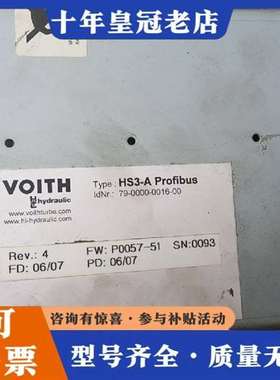 十年皇冠老店
VOITH
hydraulic
www.voithturbo.com
www.hi-hydraulic.com
Type: HS3-A Profibus
IdNr.: 79-0000-0016-00
Rev.: 4
FW: P0057-51
SN:0093
FD: 06/07
PD: 06/07
咨询有惊喜·参与补贴活动
票
型号齐全·质量保证